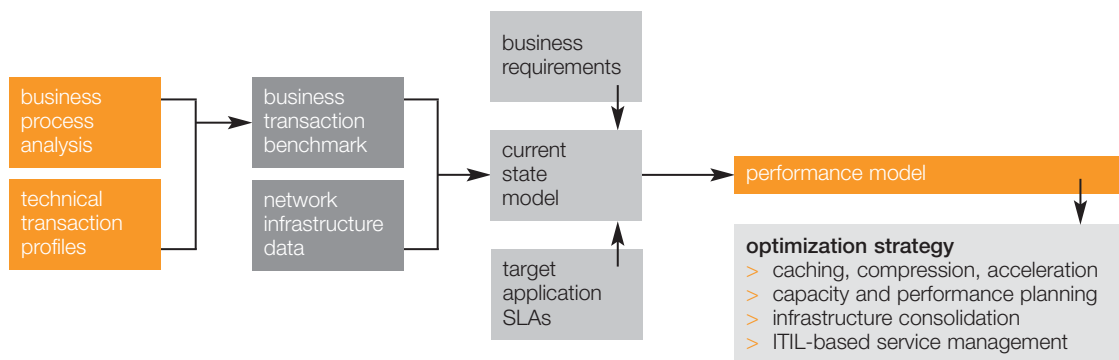 business
process
analysis
technical
transaction
profiles
business
transaction
benchmark
network
infrastructure
data
business
requirements
current
state
model
target
application
SLAs
performance model
optimization strategy
> caching, compression, acceleration
> capacity and performance planning
> infrastructure consolidation
> ITIL-based service management